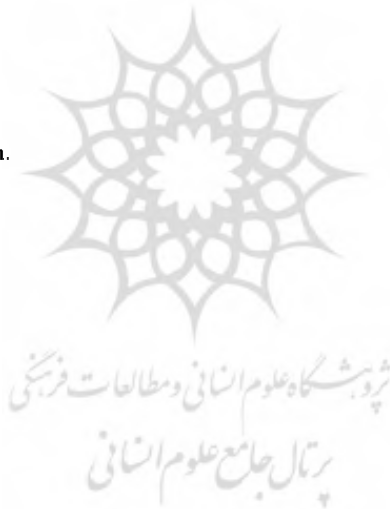 n.
پژوهشگاه علوم انسانی و مطالعات فرهنگی
پرتال جامع علوم انسانی